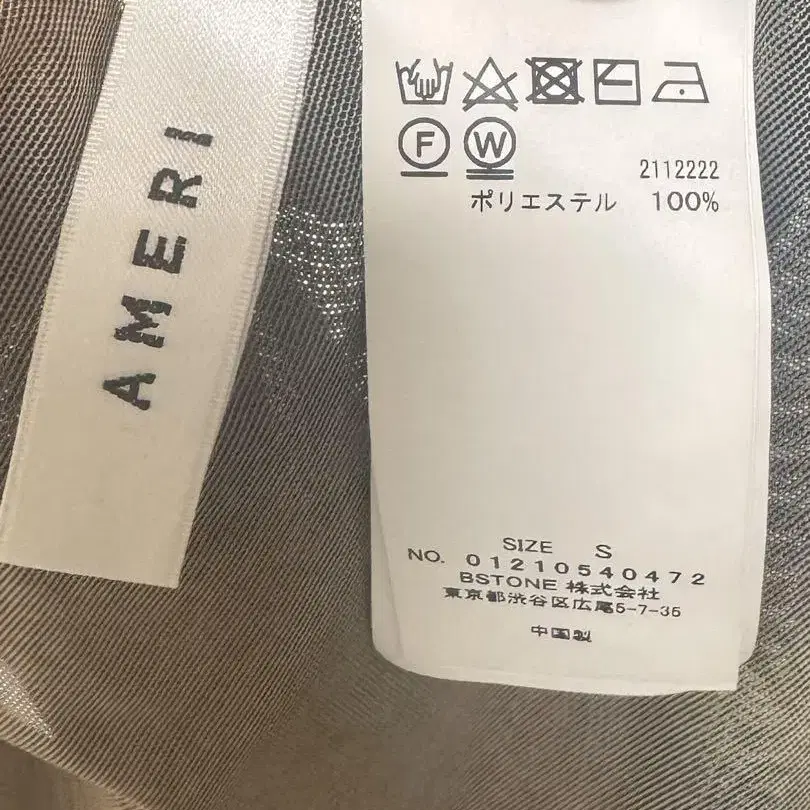 AMERI
F W
2112222
ポリエステル 100%
SIZE S
NO. 01210540472
BSTONE 株式会社
東京都渋谷区広尾5-7-35
中国製